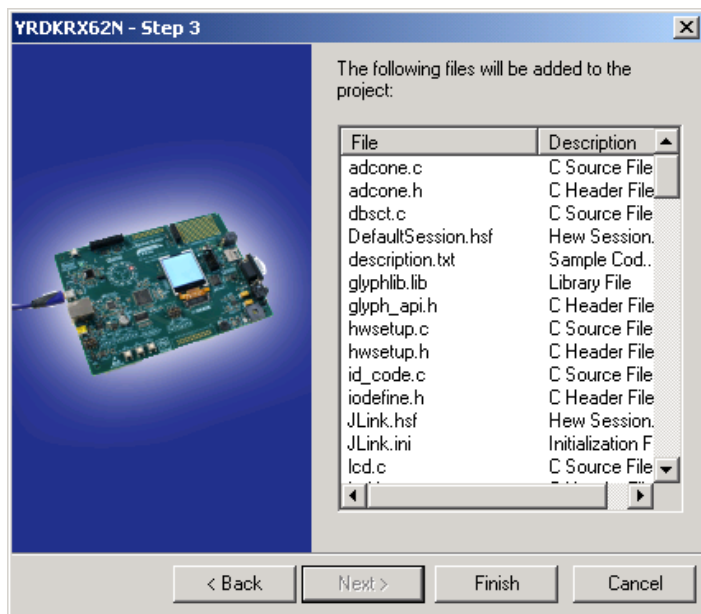 YRDKRX62N - Step 3
The following files will be added to the
project:
File Description
adcone.c C Source File
adcone.h C Header File
dbsct.c C Source File
DefaultSession.hsf Hew Session.
description.txt Sample Cod..
glyphlib.lib Library File
glyph_api.h C Header File
hwsetup.c C Source File
hwsetup.h C Header File
id_code.c C Source File
iodefine.h C Header File
JLink.hsf Hew Session.
JLink.ini Initialization F
lcd.c C Source File
< Back Next > Finish Cancel